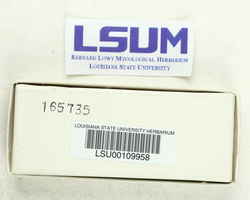 LSUM
BERNARD LOWY MYCOLOGICAL HERBARIUM
LOUISIANA STATE UNIVERSITY
165735
LOUISIANA STATE UNIVERSITY HERBARIUM
LSU00109958